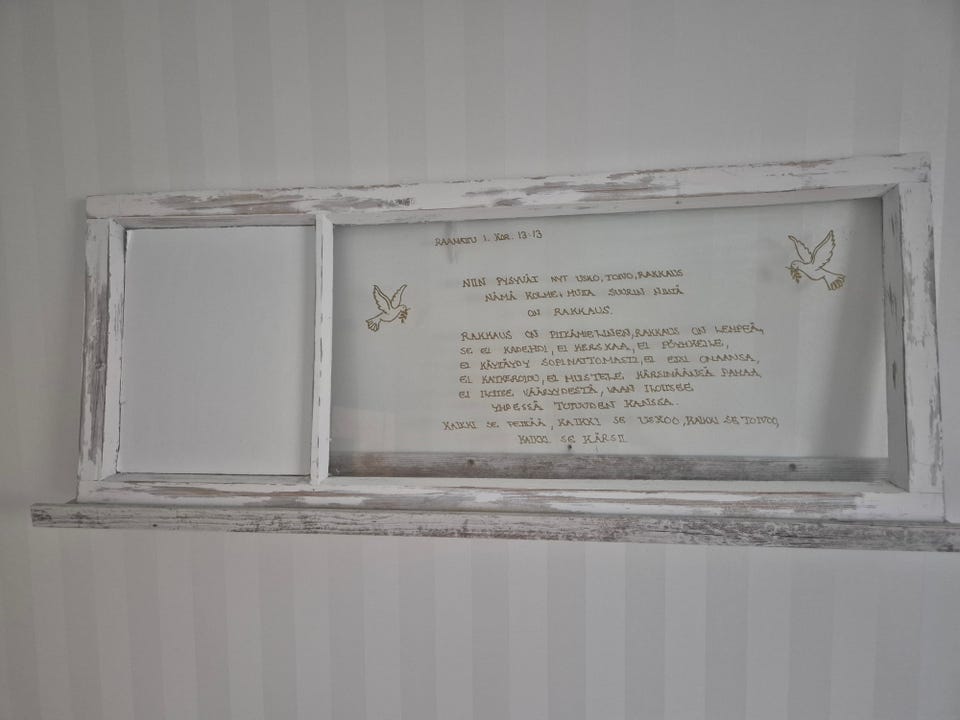 RAAMATTU 1. KOR. 13:13
NIIN PYSYVÄT NYT USKO, TOIVO, RAKKAUS
NÄMÄ KOLME; MUTTA SUURIN NIISTÄ
ON RAKKAUS.
RAKKAUS ON PITKÄMIELINEN, RAKKAUS ON LEMPEÄ,
SE EI KADEHDI, EI KERSKAA, EI PÖYHKEILE,
EI KÄYTÄYDY SOPIMATTOMASTI, EI ETSI OMAANSA,
EI KATKEROIDU, EI MUISTELE KÄRSIMÄÄNSÄ PAHAA,
EI ILOITSE VÄÄRYYDESTÄ, VAAN ILOITSEE
YHDESSÄ TOTUUDEN KANSSA.
KAIKKI SE PEITTÄÄ, KAIKKI SE USKOO, KAIKKI SE TOIVOO,
KAIKKI SE KÄRSII.